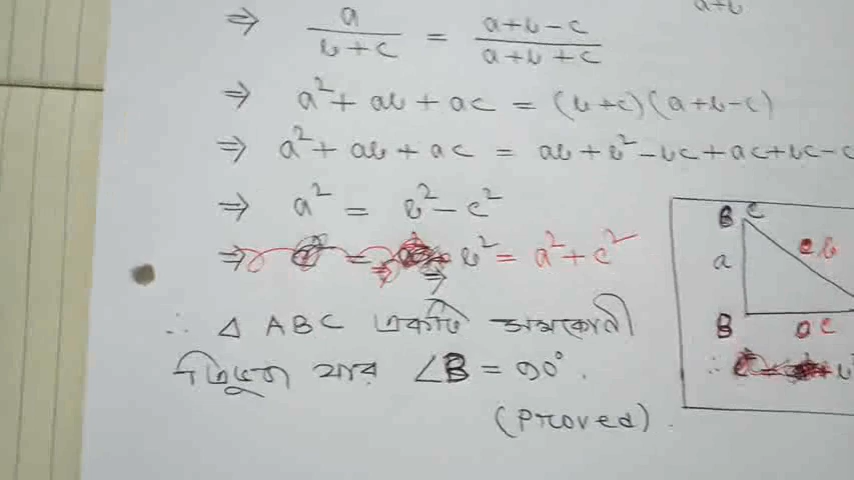 a+b
⇒ a/(b+c) = (a+b-c)/(a+b+c)
⇒ a²+ ab + ac = (b+c)(a+b-c)
⇒ a²+ ab + ac = ab + b²-bc+ac+bc-c
⇒ a² = b²-c²
⇒ b² = a²+c²
∴ Δ ABC একটি সমকোণী
ত্রিভুজ যার ∠B = ৯০°.
(Proved).
B C
a b
B a c